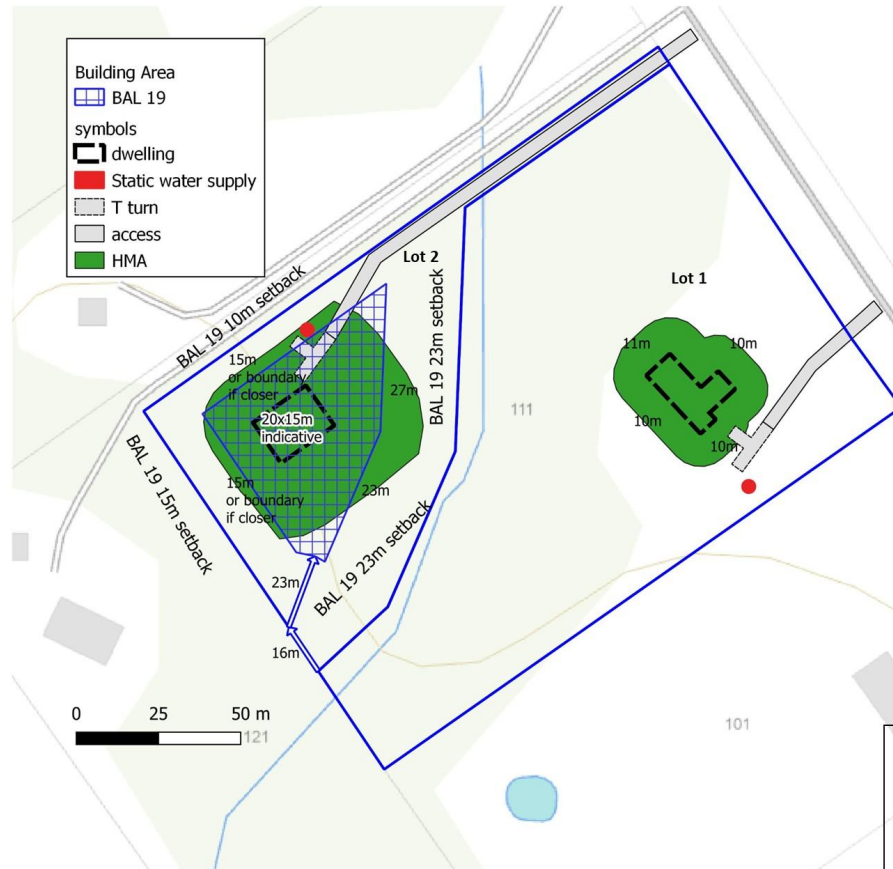 Building Area
BAL 19
symbols
dwelling
Static water supply
T turn
access
HMA
Lot 2
Lot 1
BAL 19 10m setback
BAL 19 23m setback
15m
or boundary
if closer
27m
20x15m
indicative
111
11m
10m
10m
10m
BAL 19 15m setback
15m
or boundary
if closer
23m
BAL 19 23m setback
23m
16m
0 25 50 m
121
101